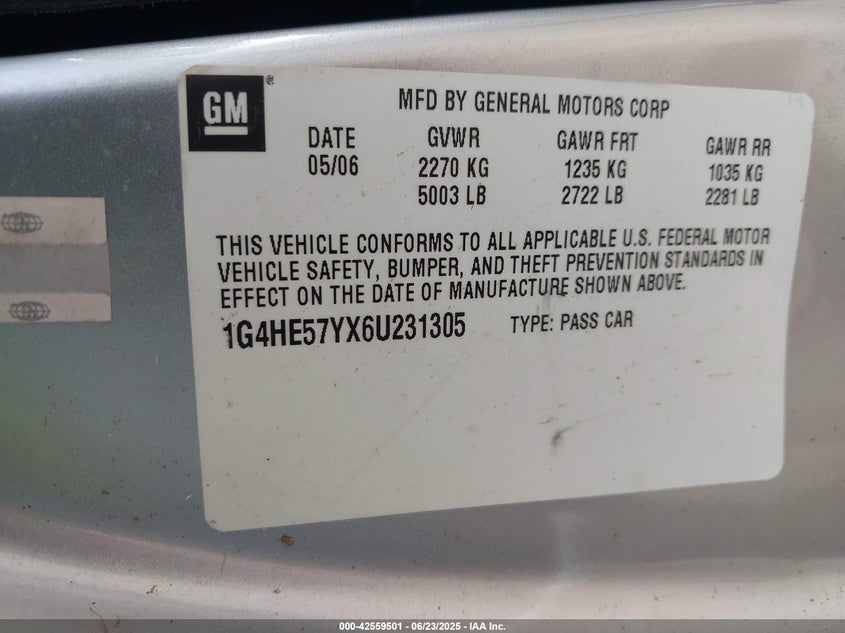 GM ®
MFD BY GENERAL MOTORS CORP
DATE GVWR GAWR FRT GAWR RR
05/06 2270 KG 1235 KG 1035 KG
5003 LB 2722 LB 2281 LB
THIS VEHICLE CONFORMS TO ALL APPLICABLE U.S. FEDERAL MOTOR
VEHICLE SAFETY, BUMPER, AND THEFT PREVENTION STANDARDS IN
EFFECT ON THE DATE OF MANUFACTURE SHOWN ABOVE.
1G4HE57YX6U231305 TYPE: PASS CAR
000-42559501 - 06/23/2025 - IAA Inc.